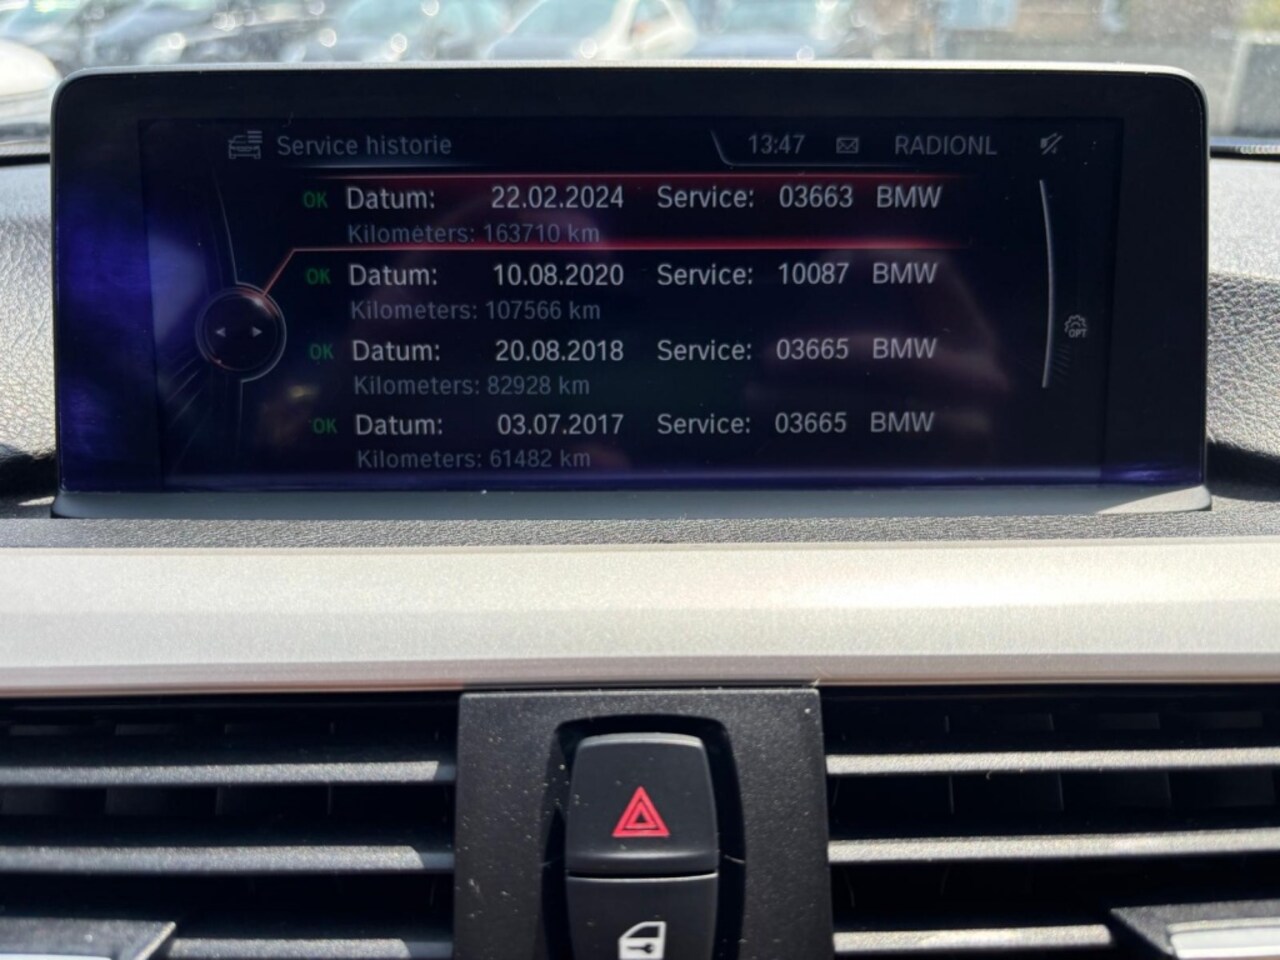 Service historie 13:47 RADIONL
OK Datum: 22.02.2024 Service: 03663 BMW
Kilometers: 163710 km
OK Datum: 10.08.2020 Service: 10087 BMW
Kilometers: 107566 km
OK Datum: 20.08.2018 Service: 03665 BMW
Kilometers: 82928 km
OK Datum: 03.07.2017 Service: 03665 BMW
Kilometers: 61482 km
OPT